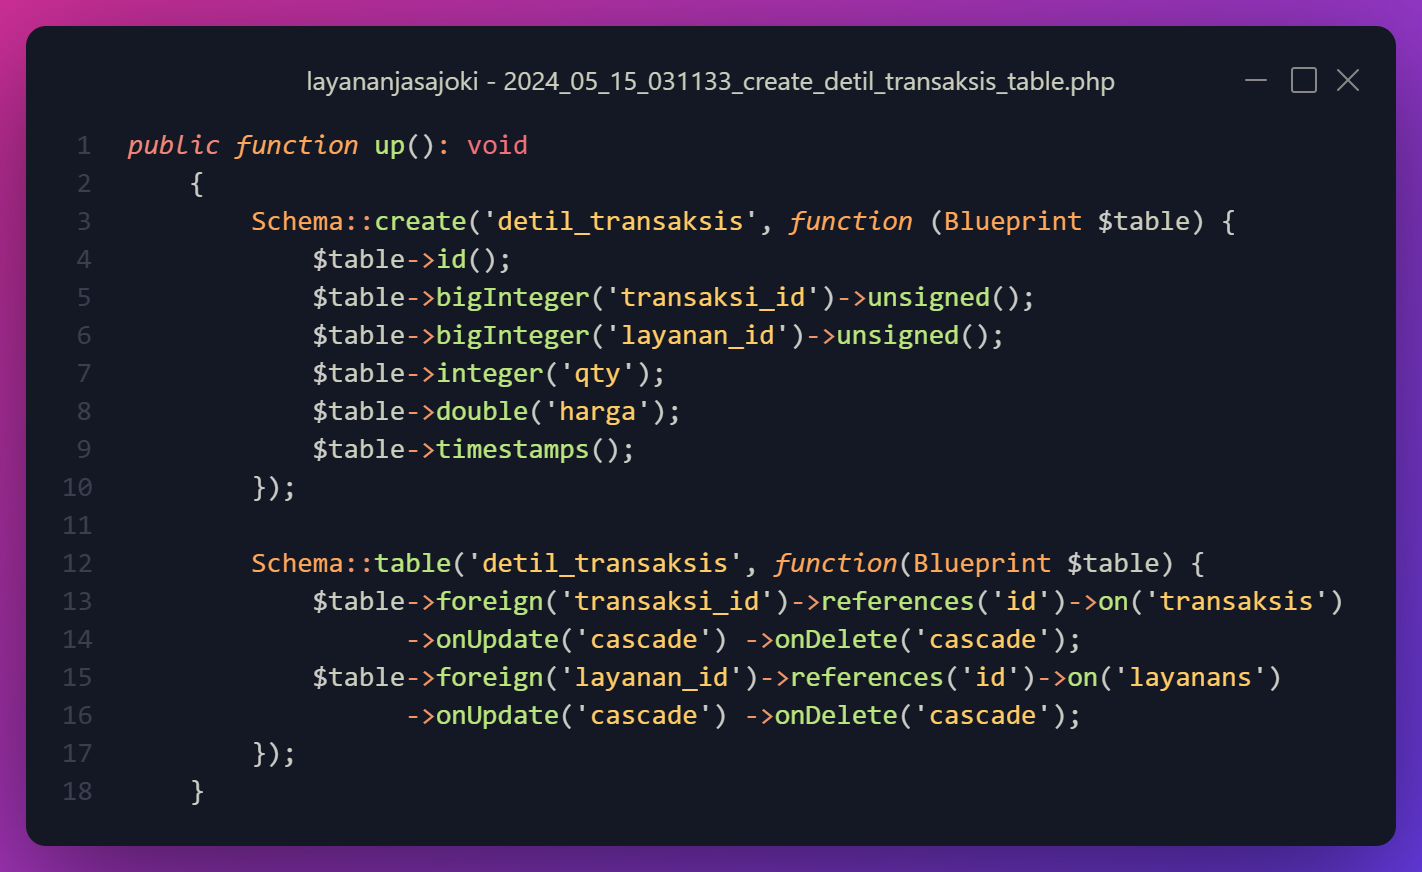 layananjasajoki - 2024_05_15_031133_create_detil_transaksis_table.php
1 public function up(): void
2     {
3         Schema::create('detil_transaksis', function (Blueprint $table) {
4             $table->id();
5             $table->bigInteger('transaksi_id')->unsigned();
6             $table->bigInteger('layanan_id')->unsigned();
7             $table->integer('qty');
8             $table->double('harga');
9             $table->timestamps();
10         });
11
12         Schema::table('detil_transaksis', function(Blueprint $table) {
13             $table->foreign('transaksi_id')->references('id')->on('transaksis')
14                   ->onUpdate('cascade') ->onDelete('cascade');
15             $table->foreign('layanan_id')->references('id')->on('layanans')
16                   ->onUpdate('cascade') ->onDelete('cascade');
17         });
18     }